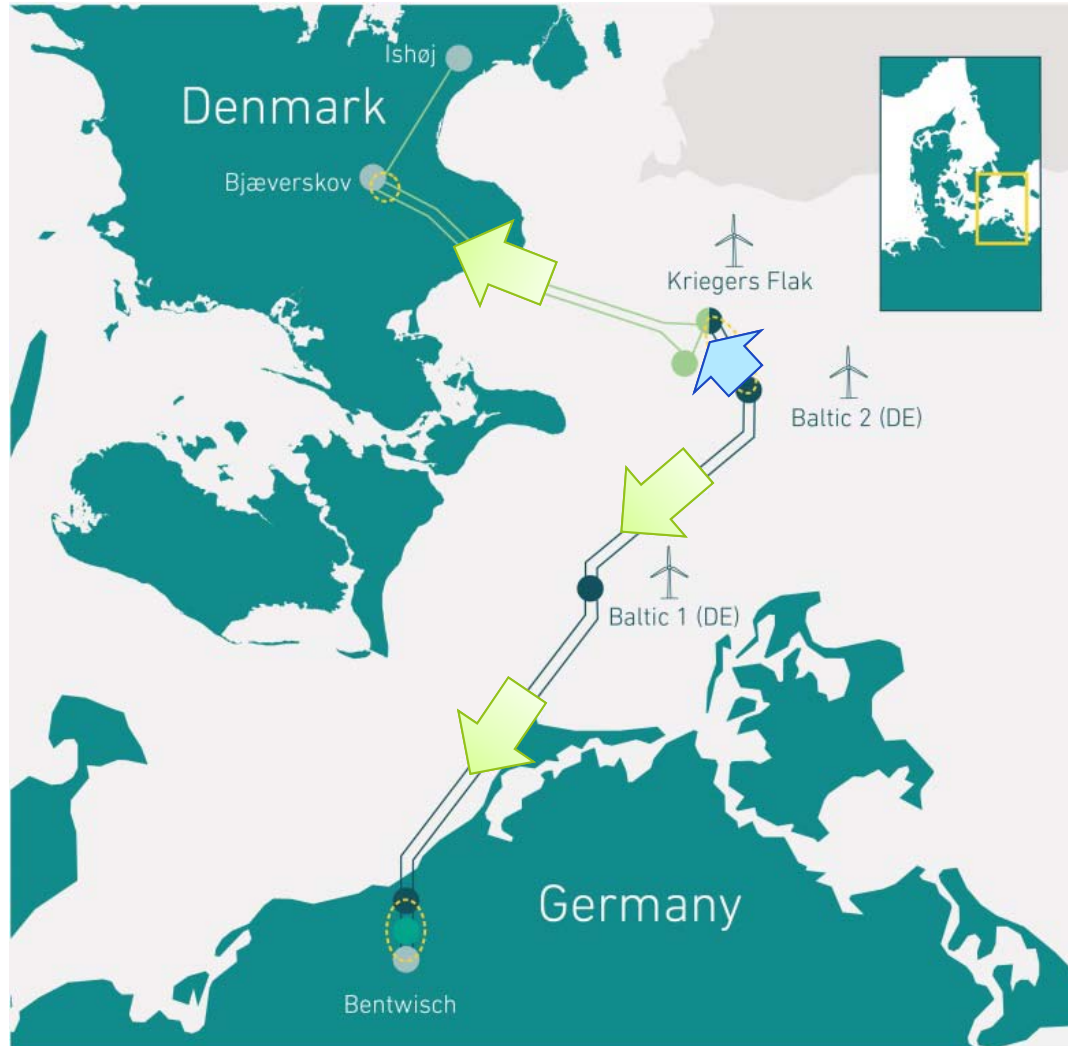 Ishøj
Denmark
Bjæverskov
Kriegers Flak
Baltic 2 (DE)
Baltic 1 (DE)
Germany
Bentwisch